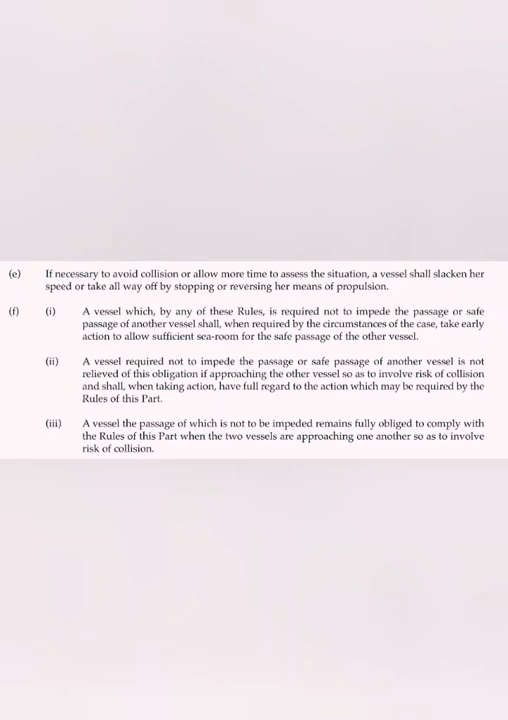 (e) If necessary to avoid collision or allow more time to assess the situation, a vessel shall slacken her
speed or take all way off by stopping or reversing her means of propulsion.
(f) (i) A vessel which, by any of these Rules, is required not to impede the passage or safe
passage of another vessel shall, when required by the circumstances of the case, take early
action to allow sufficient sea-room for the safe passage of the other vessel.
(ii) A vessel required not to impede the passage or safe passage of another vessel is not
relieved of this obligation if approaching the other vessel so as to involve risk of collision
and shall, when taking action, have full regard to the action which may be required by the
Rules of this Part.
(iii) A vessel the passage of which is not to be impeded remains fully obliged to comply with
the Rules of this Part when the two vessels are approaching one another so as to involve
risk of collision.